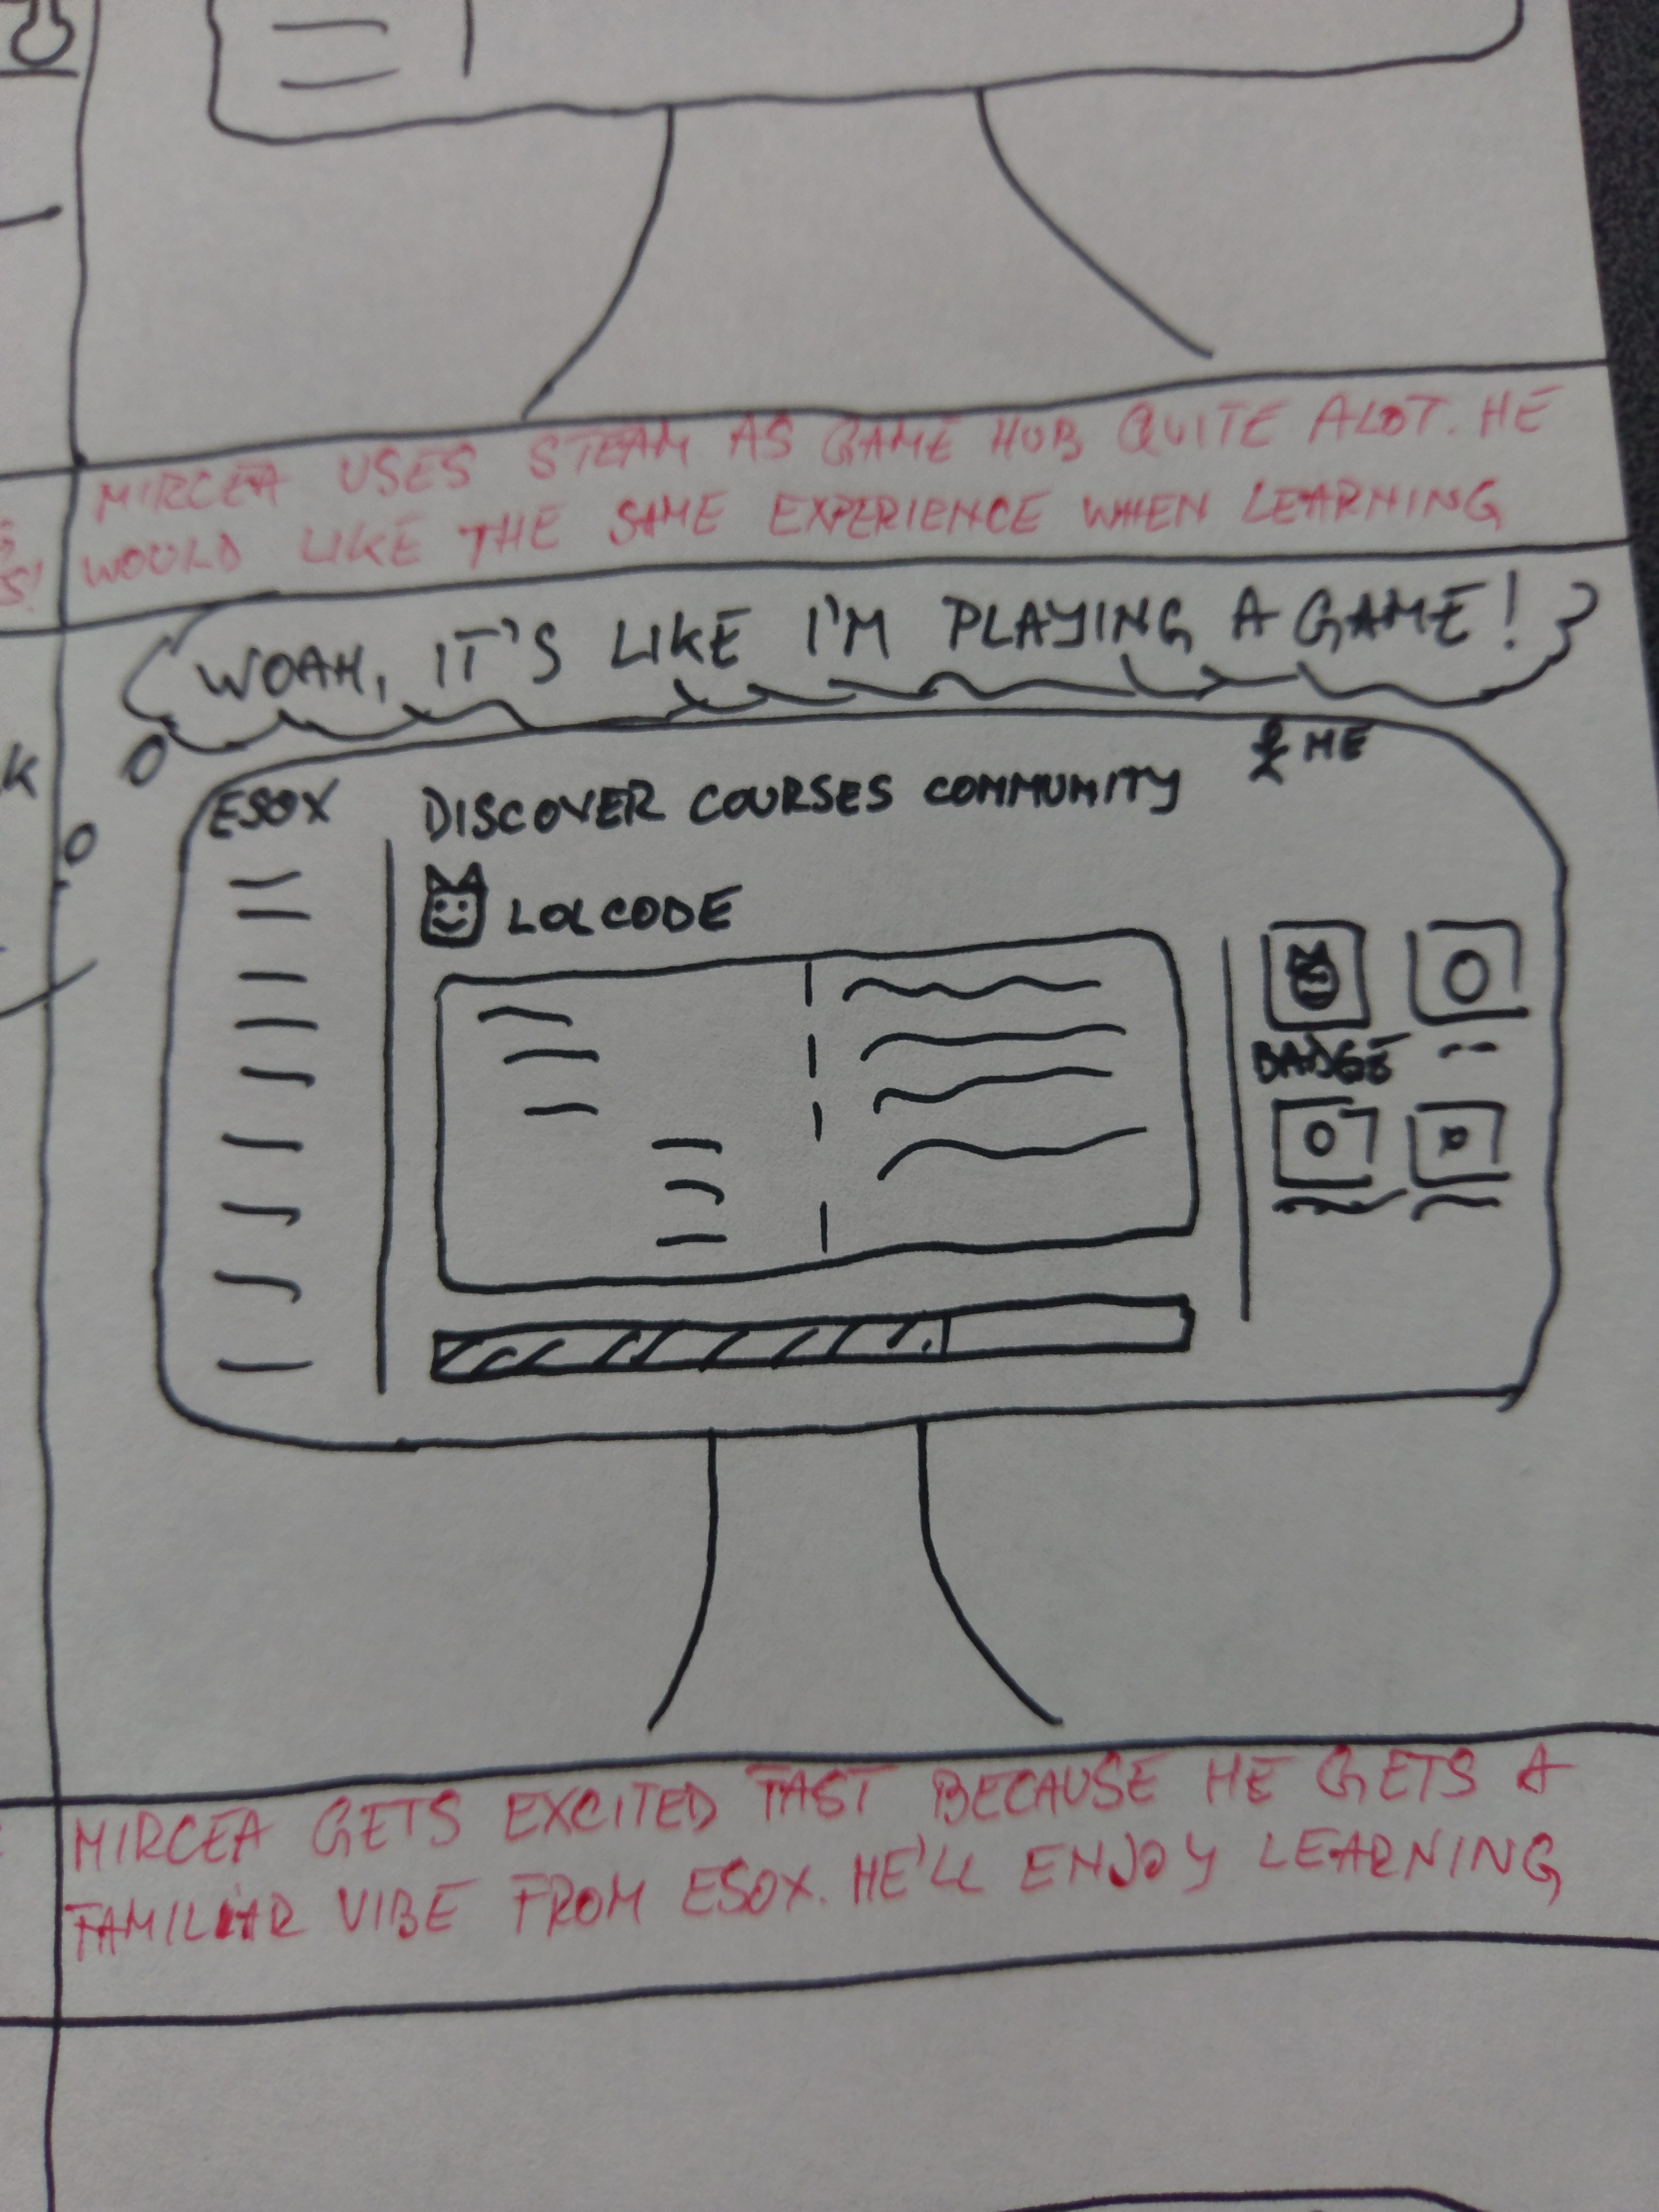 MIRCEA USES STEAM AS GAME HUB QUITE ALOT. HE
WOULD LIKE THE SAME EXPERIENCE WHEN LEARNING
WOAH, IT'S LIKE I'M PLAYING A GAME!
ESOX
DISCOVER COURSES COMMUNITY
ME
LOLCODE
BADGE
MIRCEA GETS EXCITED FAST BECAUSE HE GETS A
FAMILIAR VIBE FROM ESOX. HE'LL ENJOY LEARNING